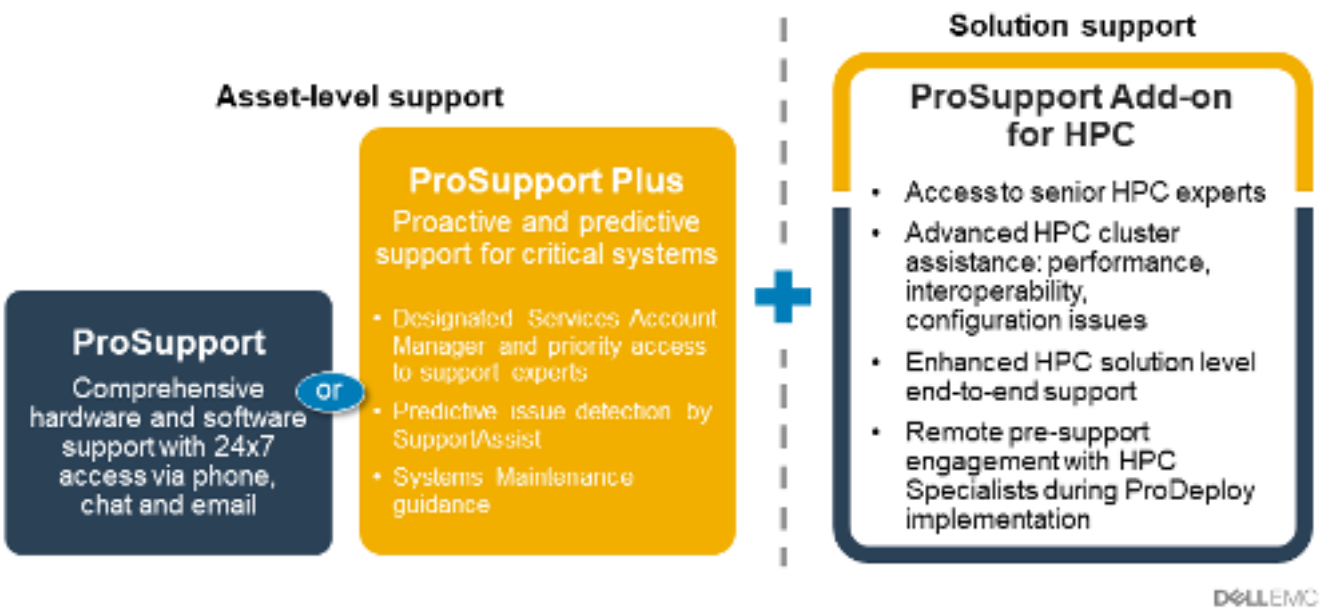 Asset-level support
ProSupport
Comprehensive
hardware and software
support with 24x7
access via phone,
chat and email
or
ProSupport Plus
Proactive and predictive
support for critical systems
• Designated Services Account
Manager and priority access
to support experts
• Predictive issue detection by
SupportAssist
• Systems Maintenance
guidance
Solution support
ProSupport Add-on
for HPC
• Access to senior HPC experts
• Advanced HPC cluster
assistance: performance,
interoperability,
configuration issues
• Enhanced HPC solution level
end-to-end support
• Remote pre-support
engagement with HPC
Specialists during ProDeploy
implementation
DELLEMC